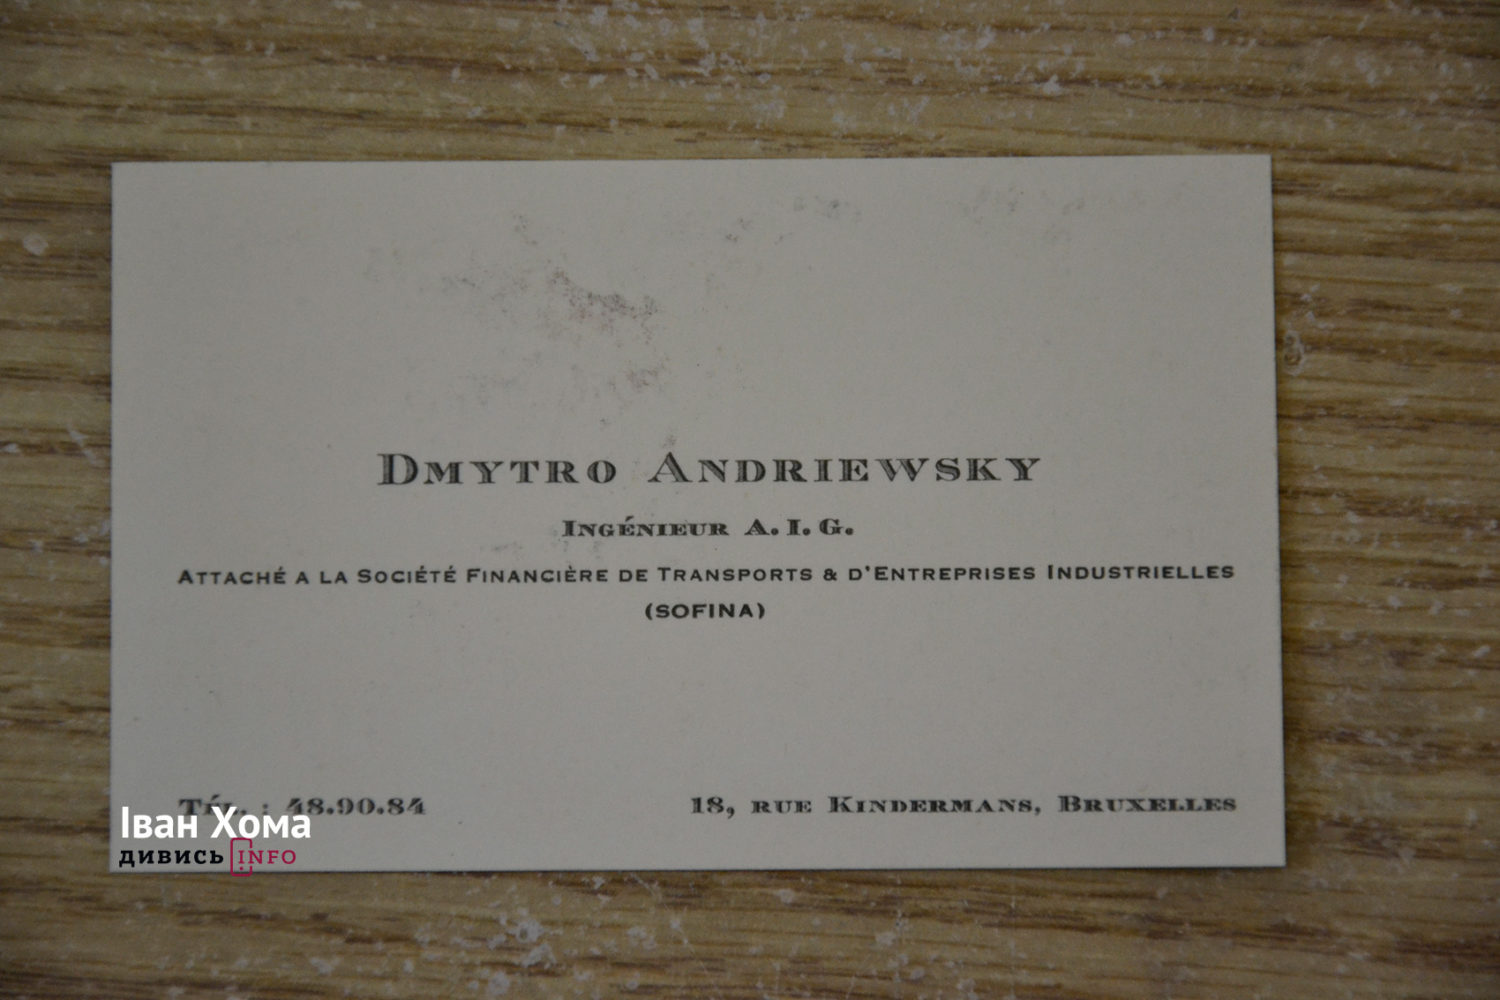 Dmytro Andriewsky
Ingénieur A. I. G.
Attaché a la Société Financière de Transports & d'Entreprises Industrielles
(SOFINA)
Tél. : 48.90.84
18, rue Kindermans, Bruxelles
Іван Хома
дивись INFO